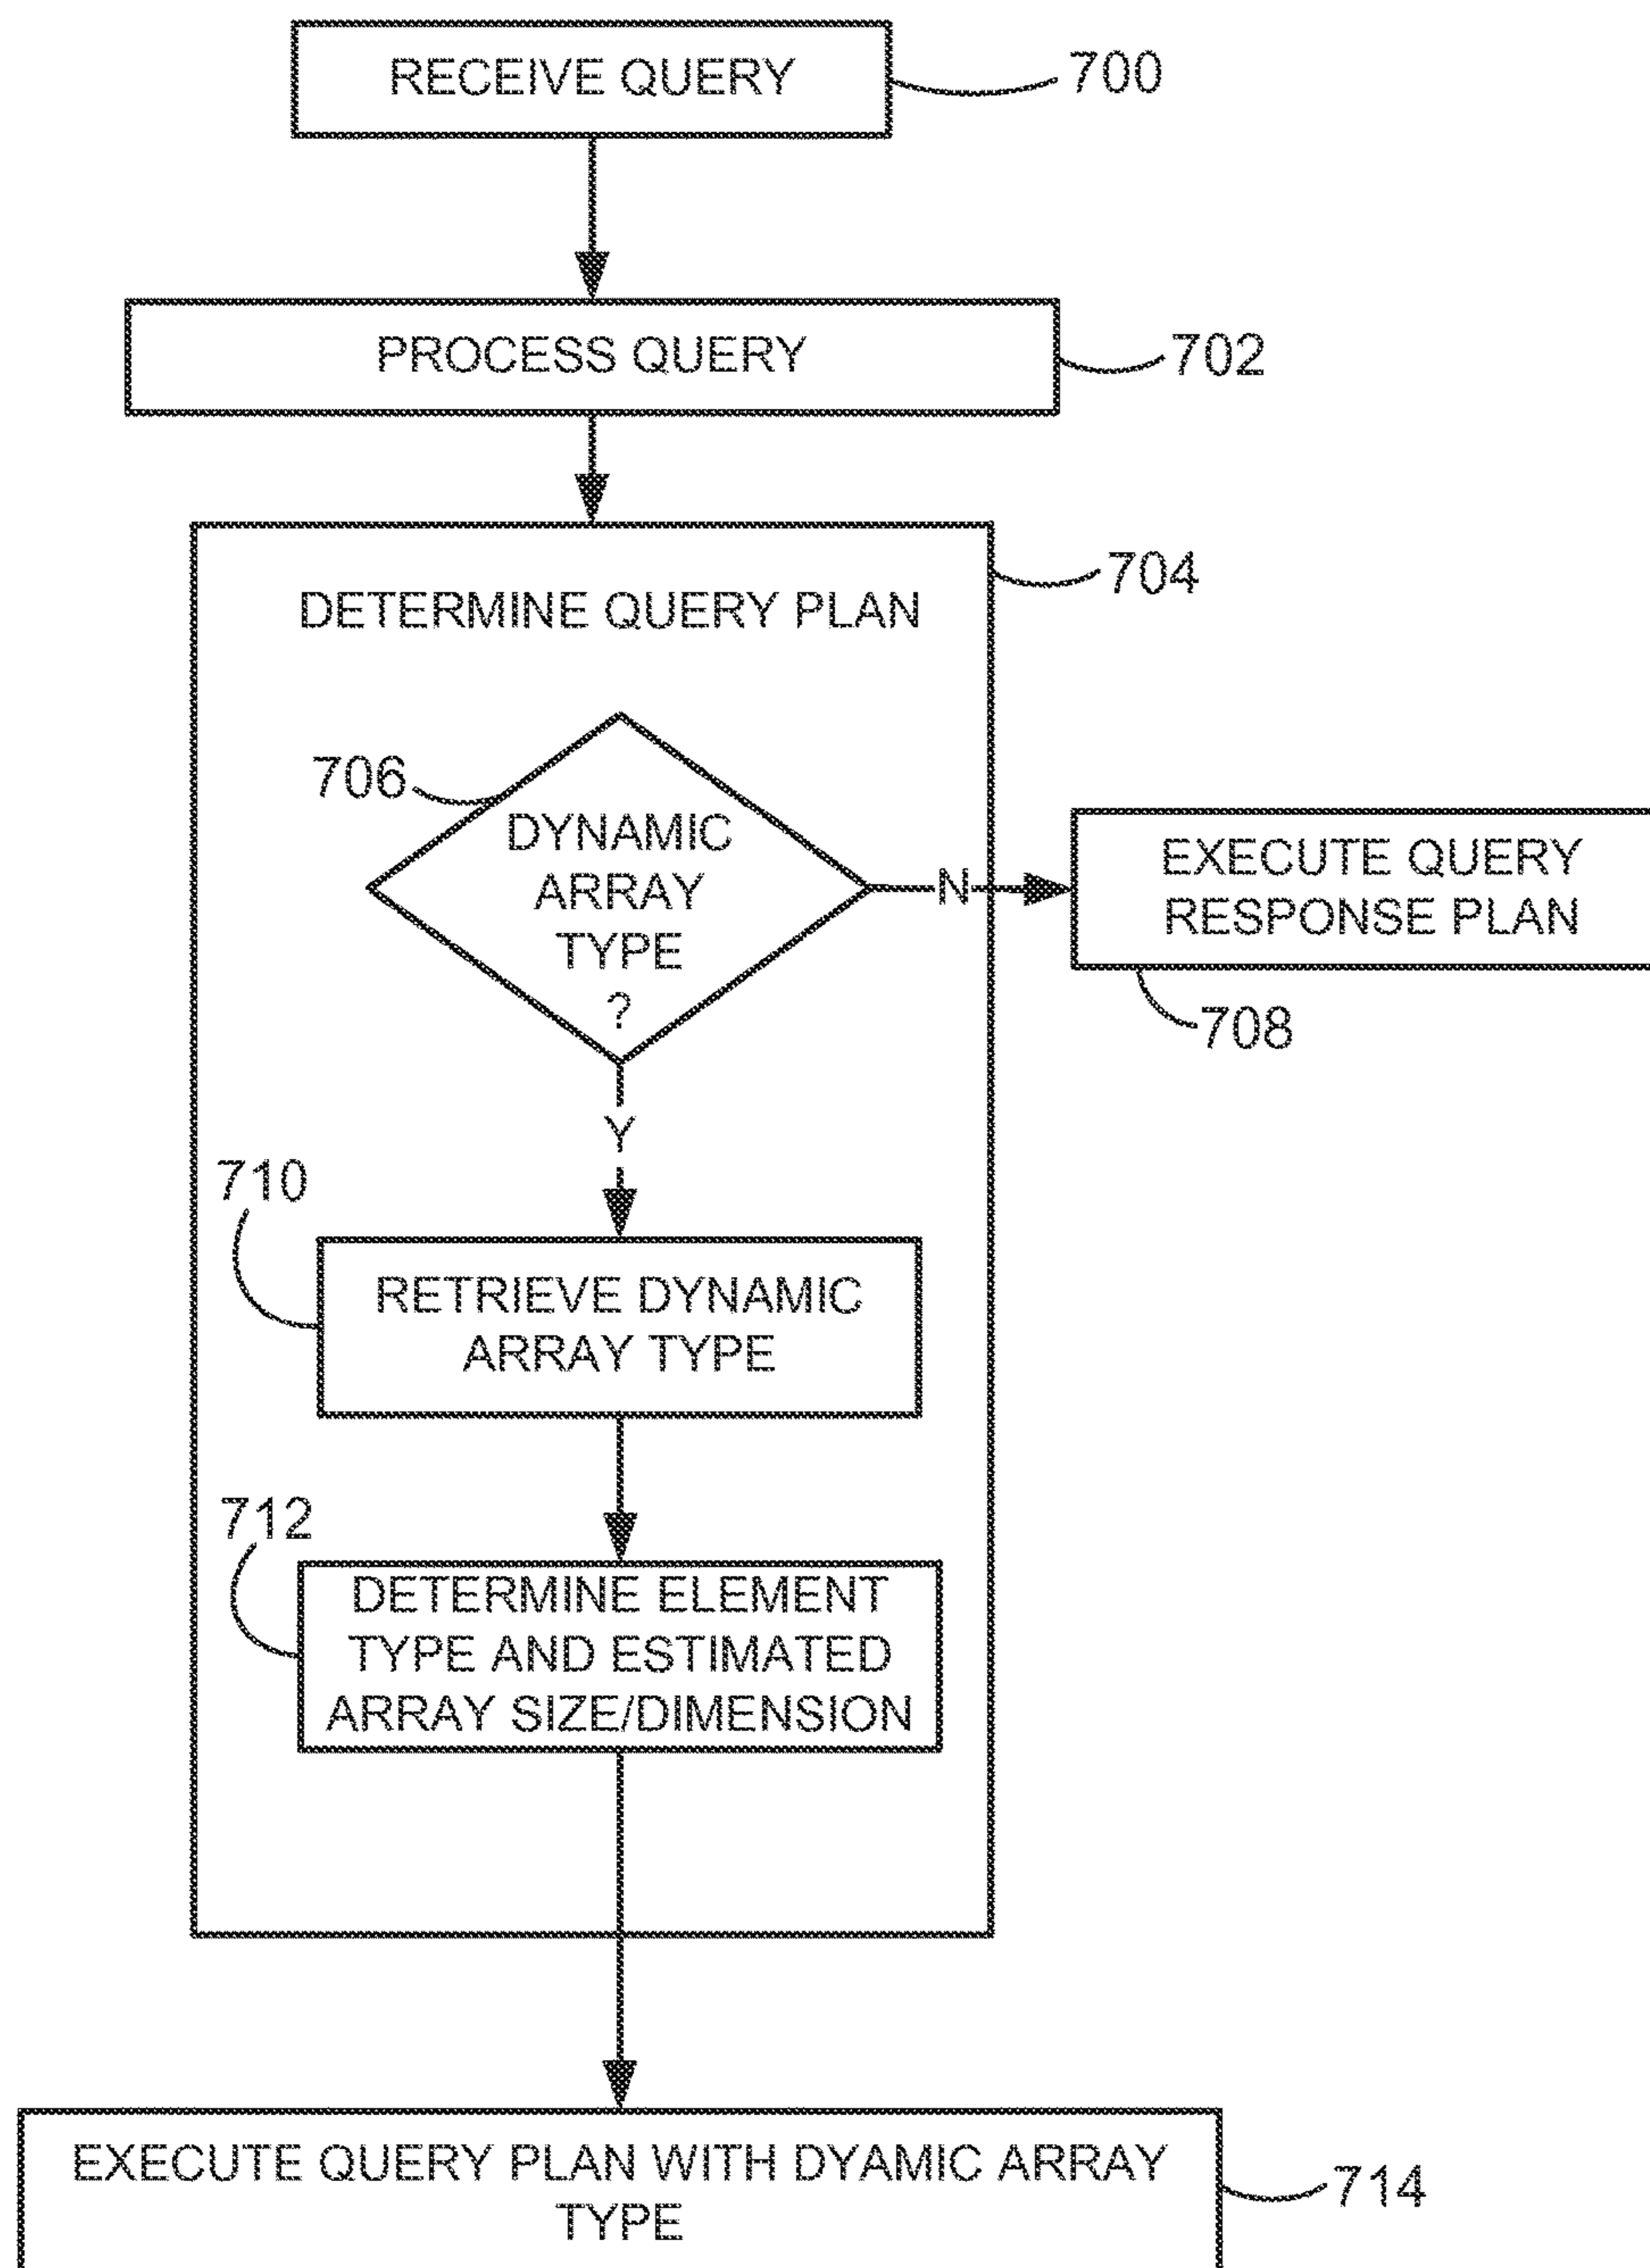 RECEIVE QUERY
700
PROCESS QUERY
702
704
DETERMINE QUERY PLAN
706
DYNAMIC
ARRAY
TYPE
?
N
EXECUTE QUERY
RESPONSE PLAN
708
Y
710
RETRIEVE DYNAMIC
ARRAY TYPE
712
DETERMINE ELEMENT
TYPE AND ESTIMATED
ARRAY SIZE/DIMENSION
EXECUTE QUERY PLAN WITH DYAMIC ARRAY
TYPE
714